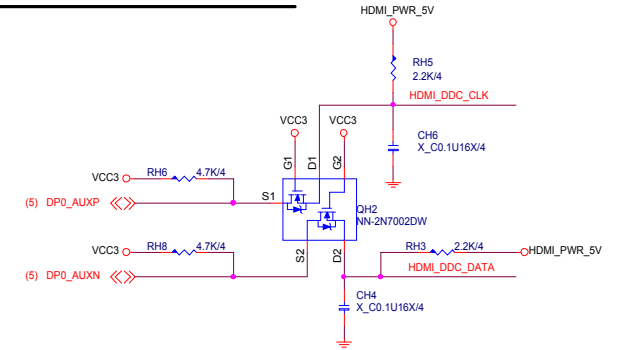 HDMI_PWR_5V
RH5
2.2K/4
HDMI_DDC_CLK
VCC3
VCC3
CH6
X_C0.1U16X/4
G1
D1
G2
VCC3
RH6
4.7K/4
S1
(5) DP0_AUXP
QH2
NN-2N7002DW
VCC3
RH8
4.7K/4
S2
D2
RH3
2.2K/4
HDMI_PWR_5V
(5) DP0_AUXN
HDMI_DDC_DATA
CH4
X_C0.1U16X/4